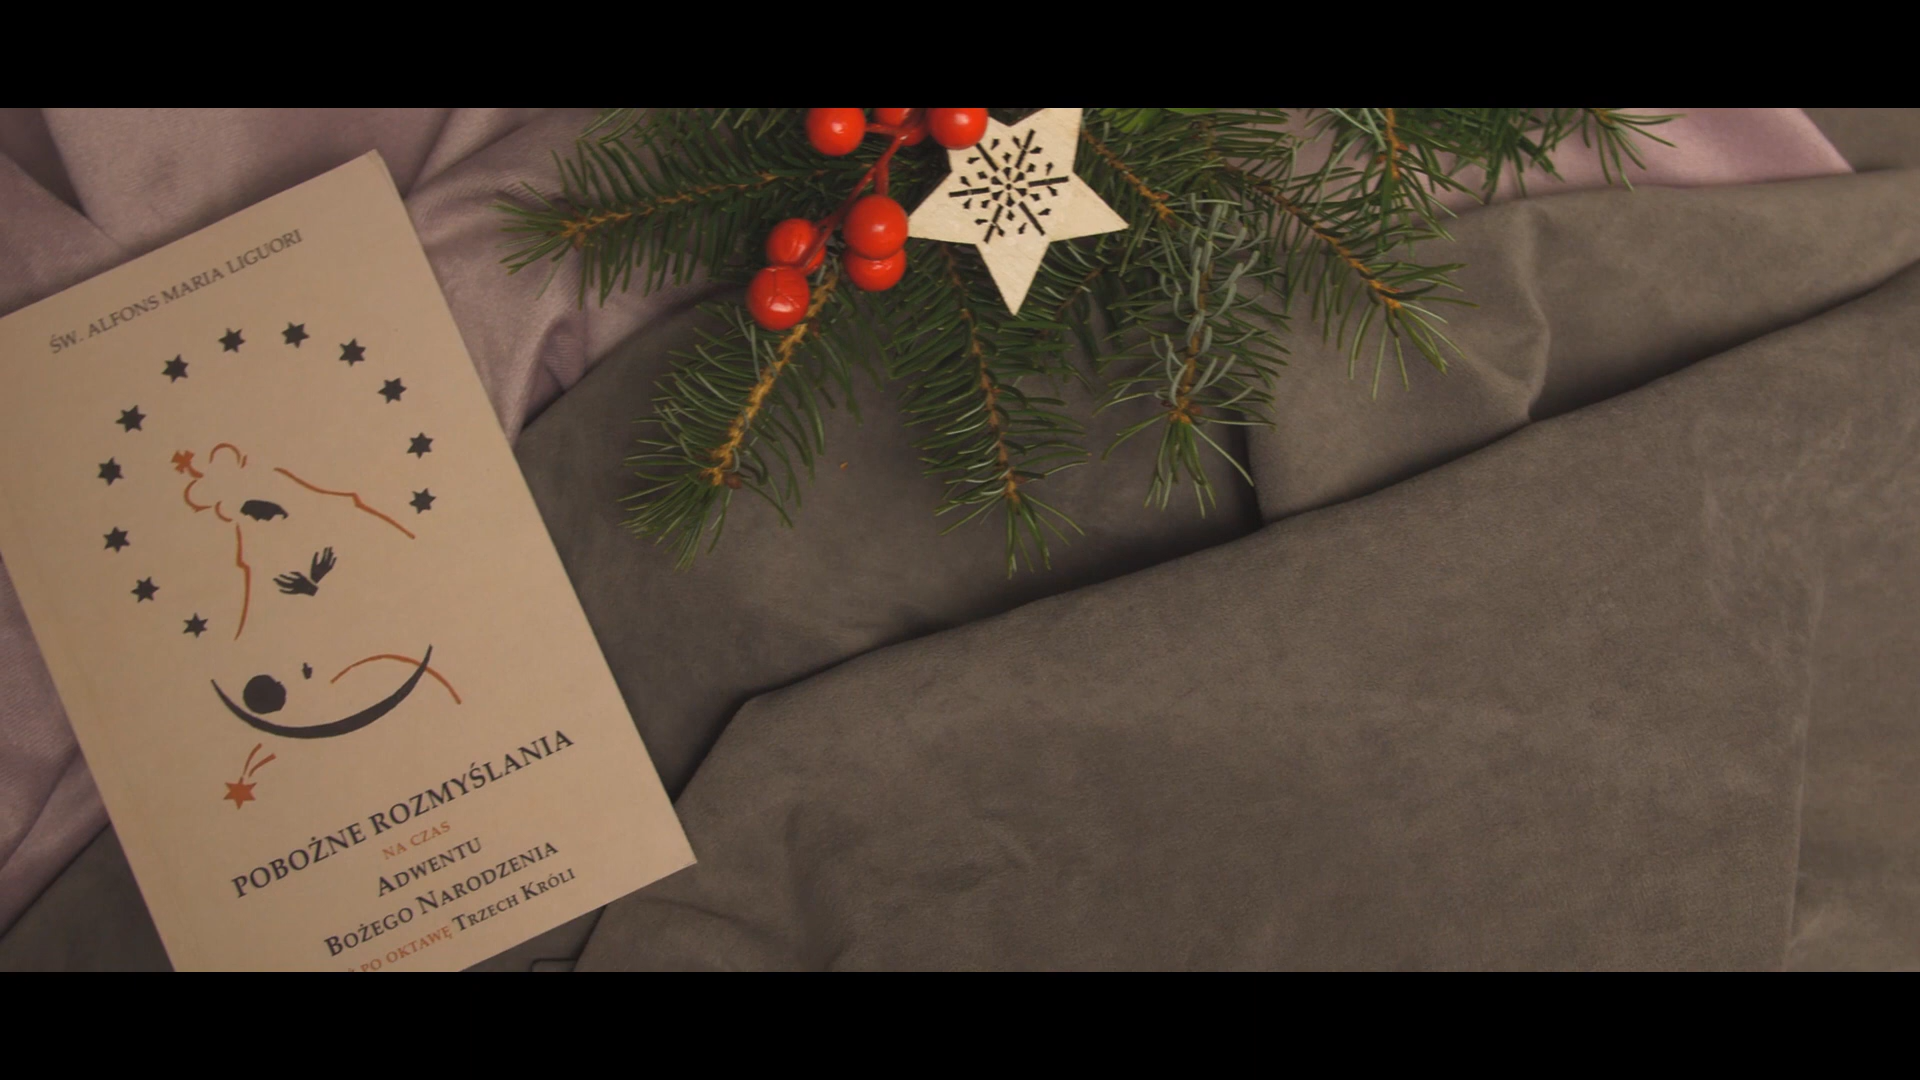 ŚW. ALFONS MARIA LIGUORI
POBOŻNE ROZMYŚLANIA
NA CZAS
ADWENTU
BOŻEGO NARODZENIA
PO OKTAWĘ TRZECH KRÓLI